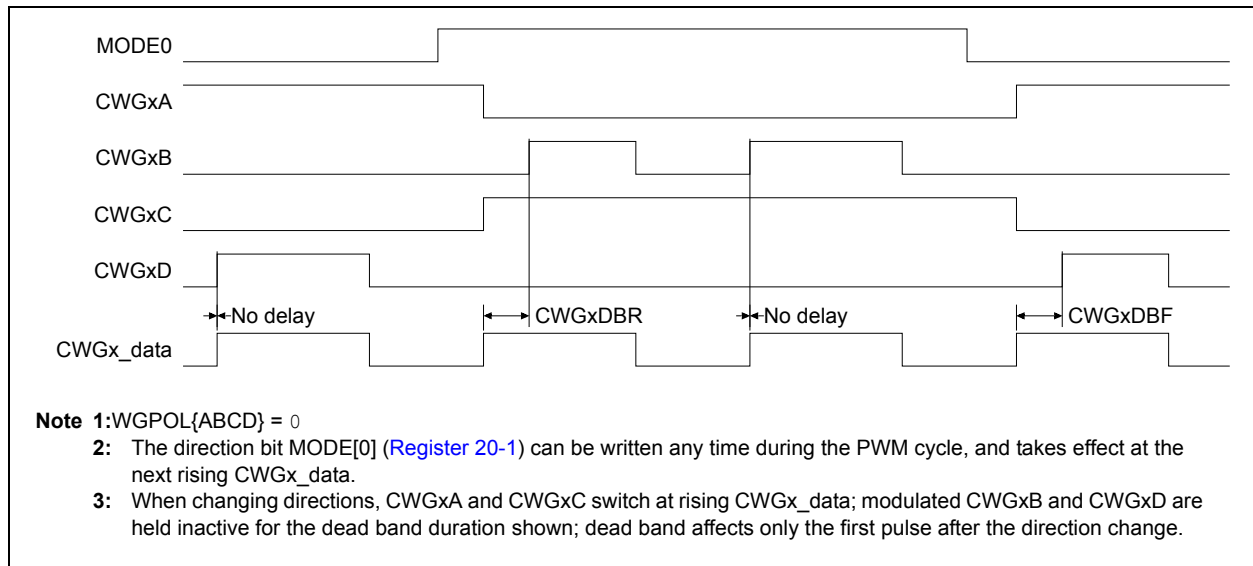 MODE0
CWGxA
CWGxB
CWGxC
CWGxD
No delay CWGxDBR No delay CWGxDBF
CWGx_data
Note 1:WGPOL{ABCD} = 0
2: The direction bit MODE[0] (Register 20-1) can be written any time during the PWM cycle, and takes effect at the
next rising CWGx_data.
3: When changing directions, CWGxA and CWGxC switch at rising CWGx_data; modulated CWGxB and CWGxD are
held inactive for the dead band duration shown; dead band affects only the first pulse after the direction change.